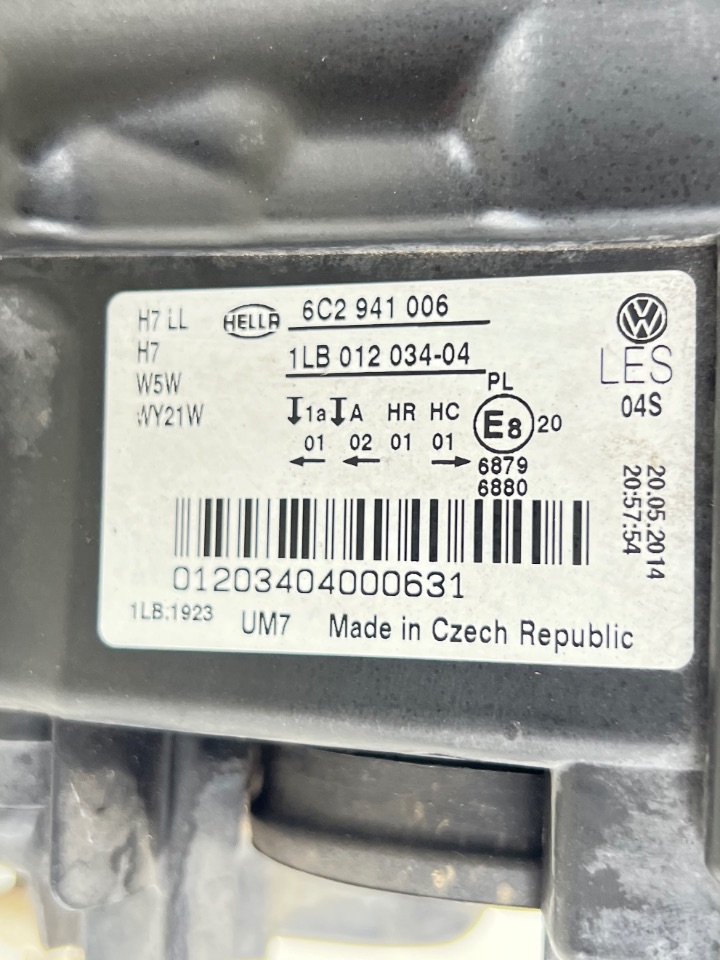 H7 LL
H7
W5W
WY21W
HELLA 6C2 941 006
1LB 012 034-04
PL
1a A HR HC E8 20
01 02 01 01
6879
6880
VW
LES
04S
20.05.2014
20:57:54
01203404000631
1LB.1923 UM7 Made in Czech Republic